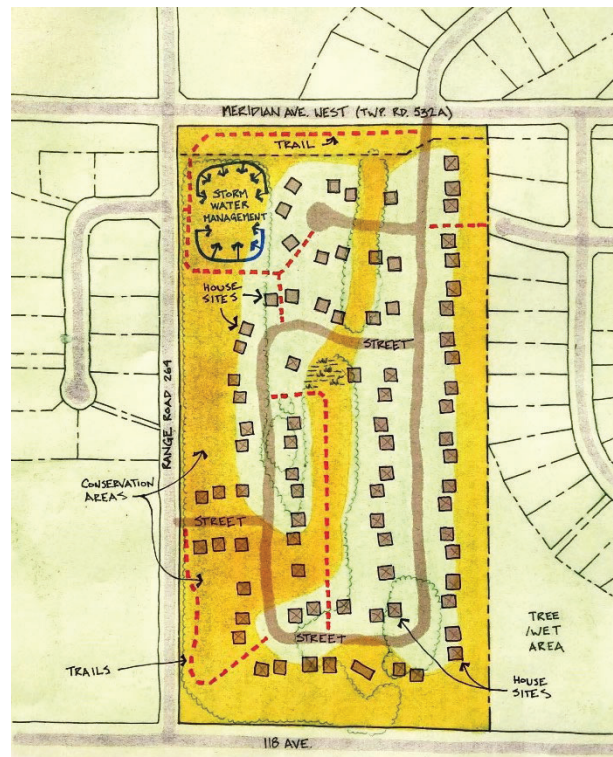 MERIDIAN AVE. WEST (TWP. RD. 532A)
TRAIL
STORM
WATER
MANAGEMENT
HOUSE
SITES
STREET
RANGE ROAD 264
CONSERVATION
AREAS
STREET
TREE
/WET
AREA
STREET
TRAILS
HOUSE
SITES
118 AVE.